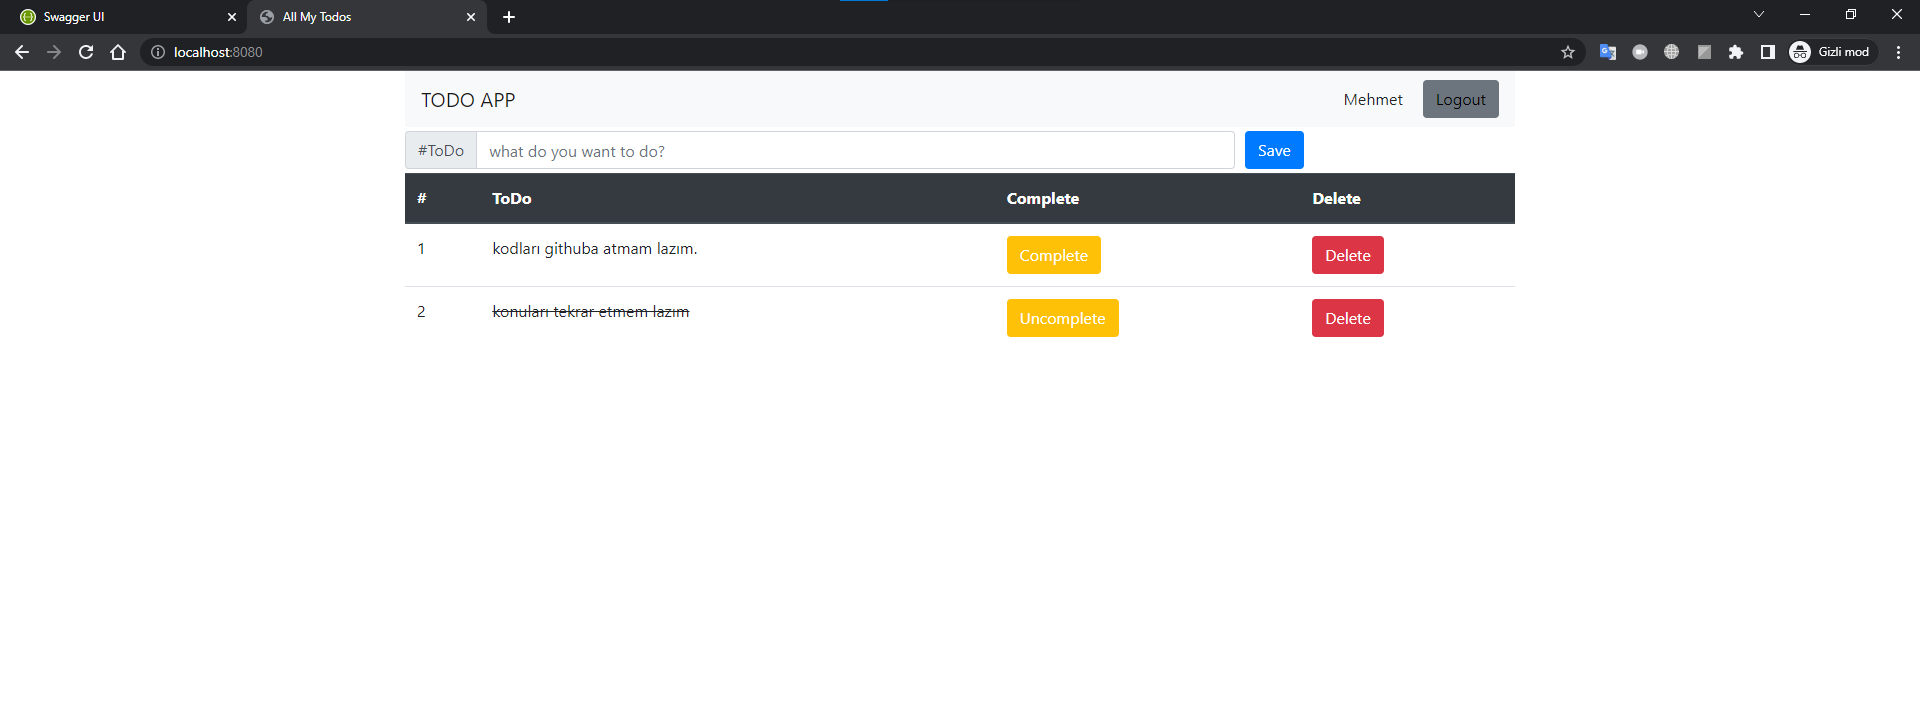 Swagger UI
All My Todos
localhost:8080
Gizli mod
TODO APP
Mehmet
Logout
#ToDo
what do you want to do?
Save
# ToDo Complete Delete
1 kodları githuba atmam lazım. Complete Delete
2 konuları tekrar etmem lazım Uncomplete Delete